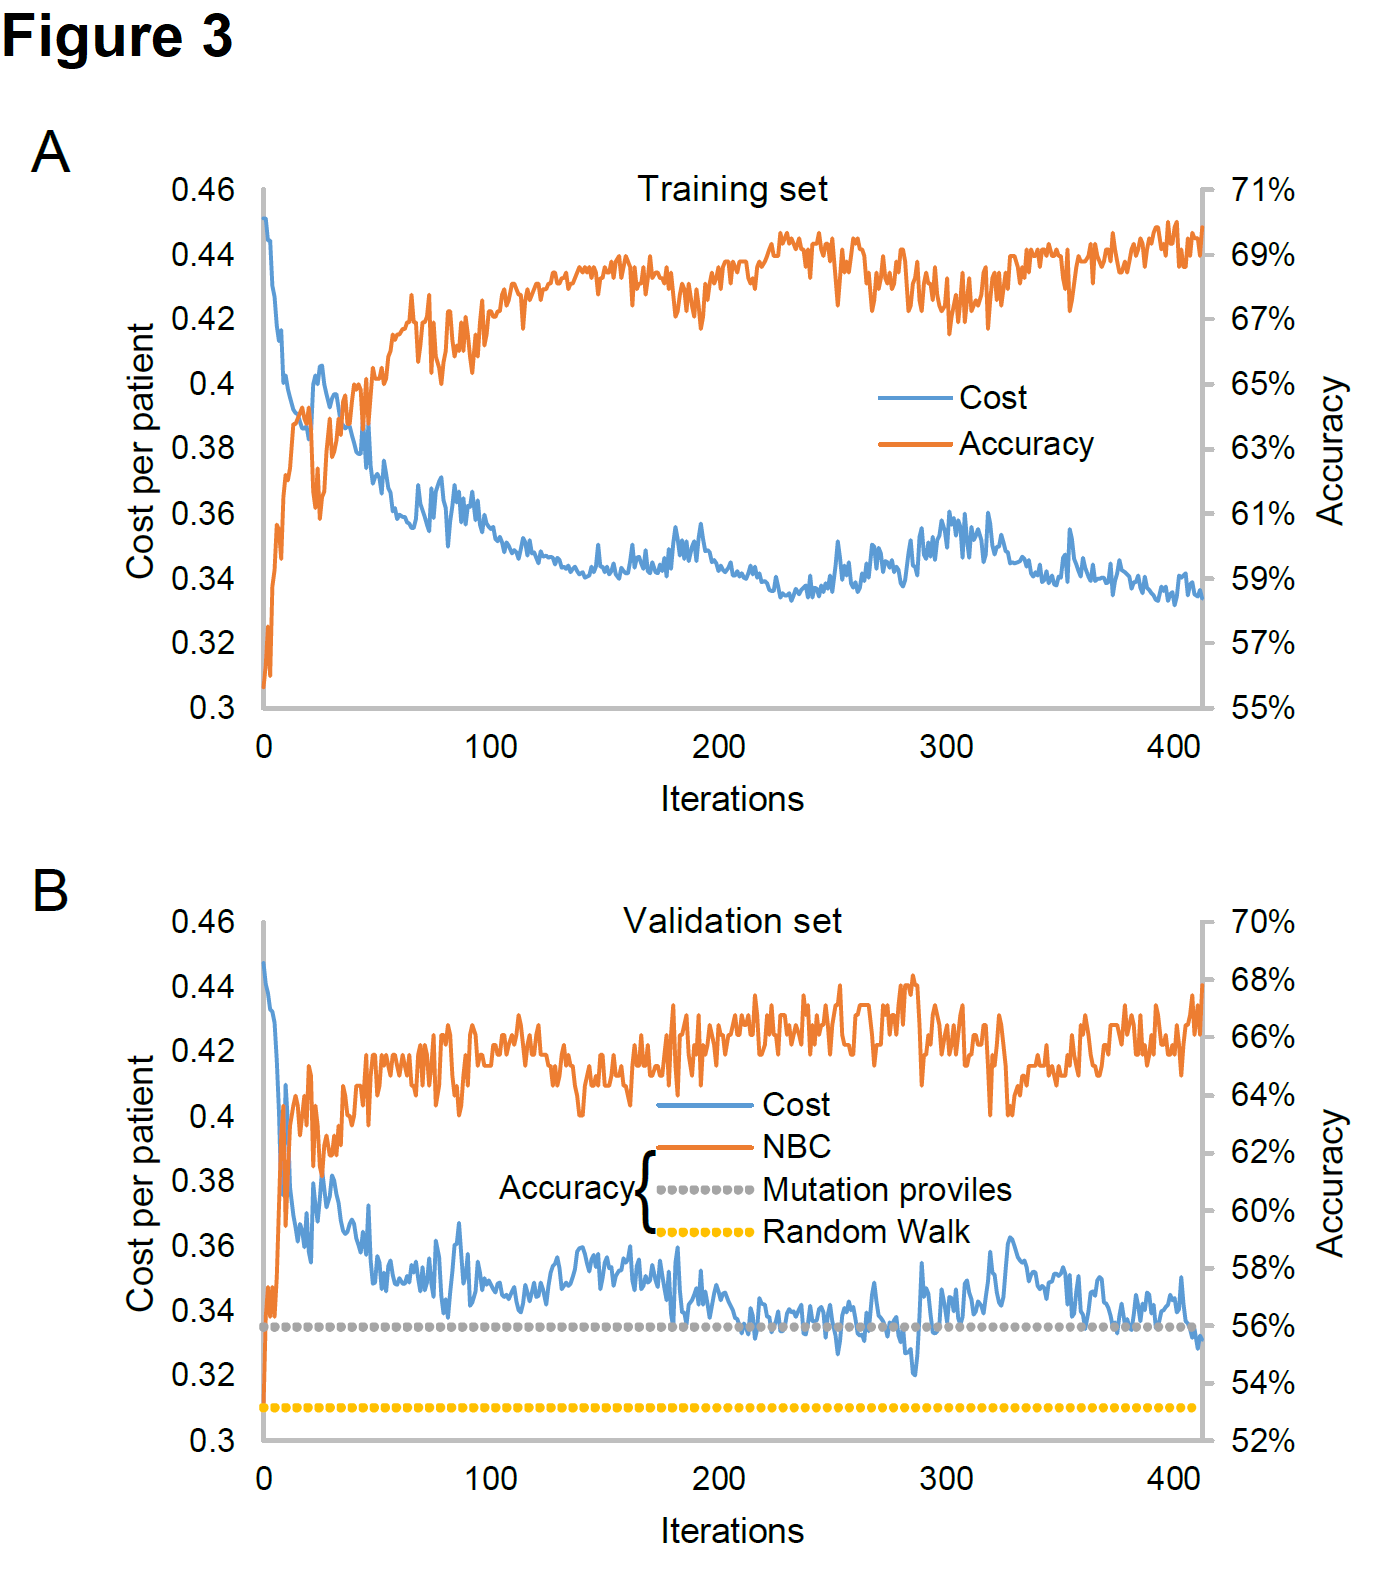 Figure 3
A
Training set
0.46
0.44
0.42
0.4
0.38
0.36
0.34
0.32
0.3
Cost per patient
71%
69%
67%
65%
63%
61%
59%
57%
55%
Accuracy
Cost
Accuracy
0 100 200 300 400
Iterations
B
Validation set
0.46
0.44
0.42
0.4
0.38
0.36
0.34
0.32
0.3
Cost per patient
70%
68%
66%
64%
62%
60%
58%
56%
54%
52%
Accuracy
Cost
NBC
Accuracy{
Mutation proviles
Random Walk
0 100 200 300 400
Iterations